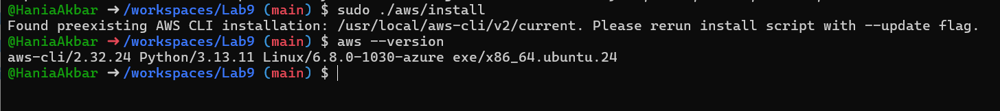 @HaniaAkbar ➜ /workspaces/Lab9 (main) $ sudo ./aws/install
Found preexisting AWS CLI installation: /usr/local/aws-cli/v2/current. Please rerun install script with --update flag.
@HaniaAkbar ➜ /workspaces/Lab9 (main) $ aws --version
aws-cli/2.32.24 Python/3.13.11 Linux/6.8.0-1030-azure exe/x86_64.ubuntu.24
@HaniaAkbar ➜ /workspaces/Lab9 (main) $